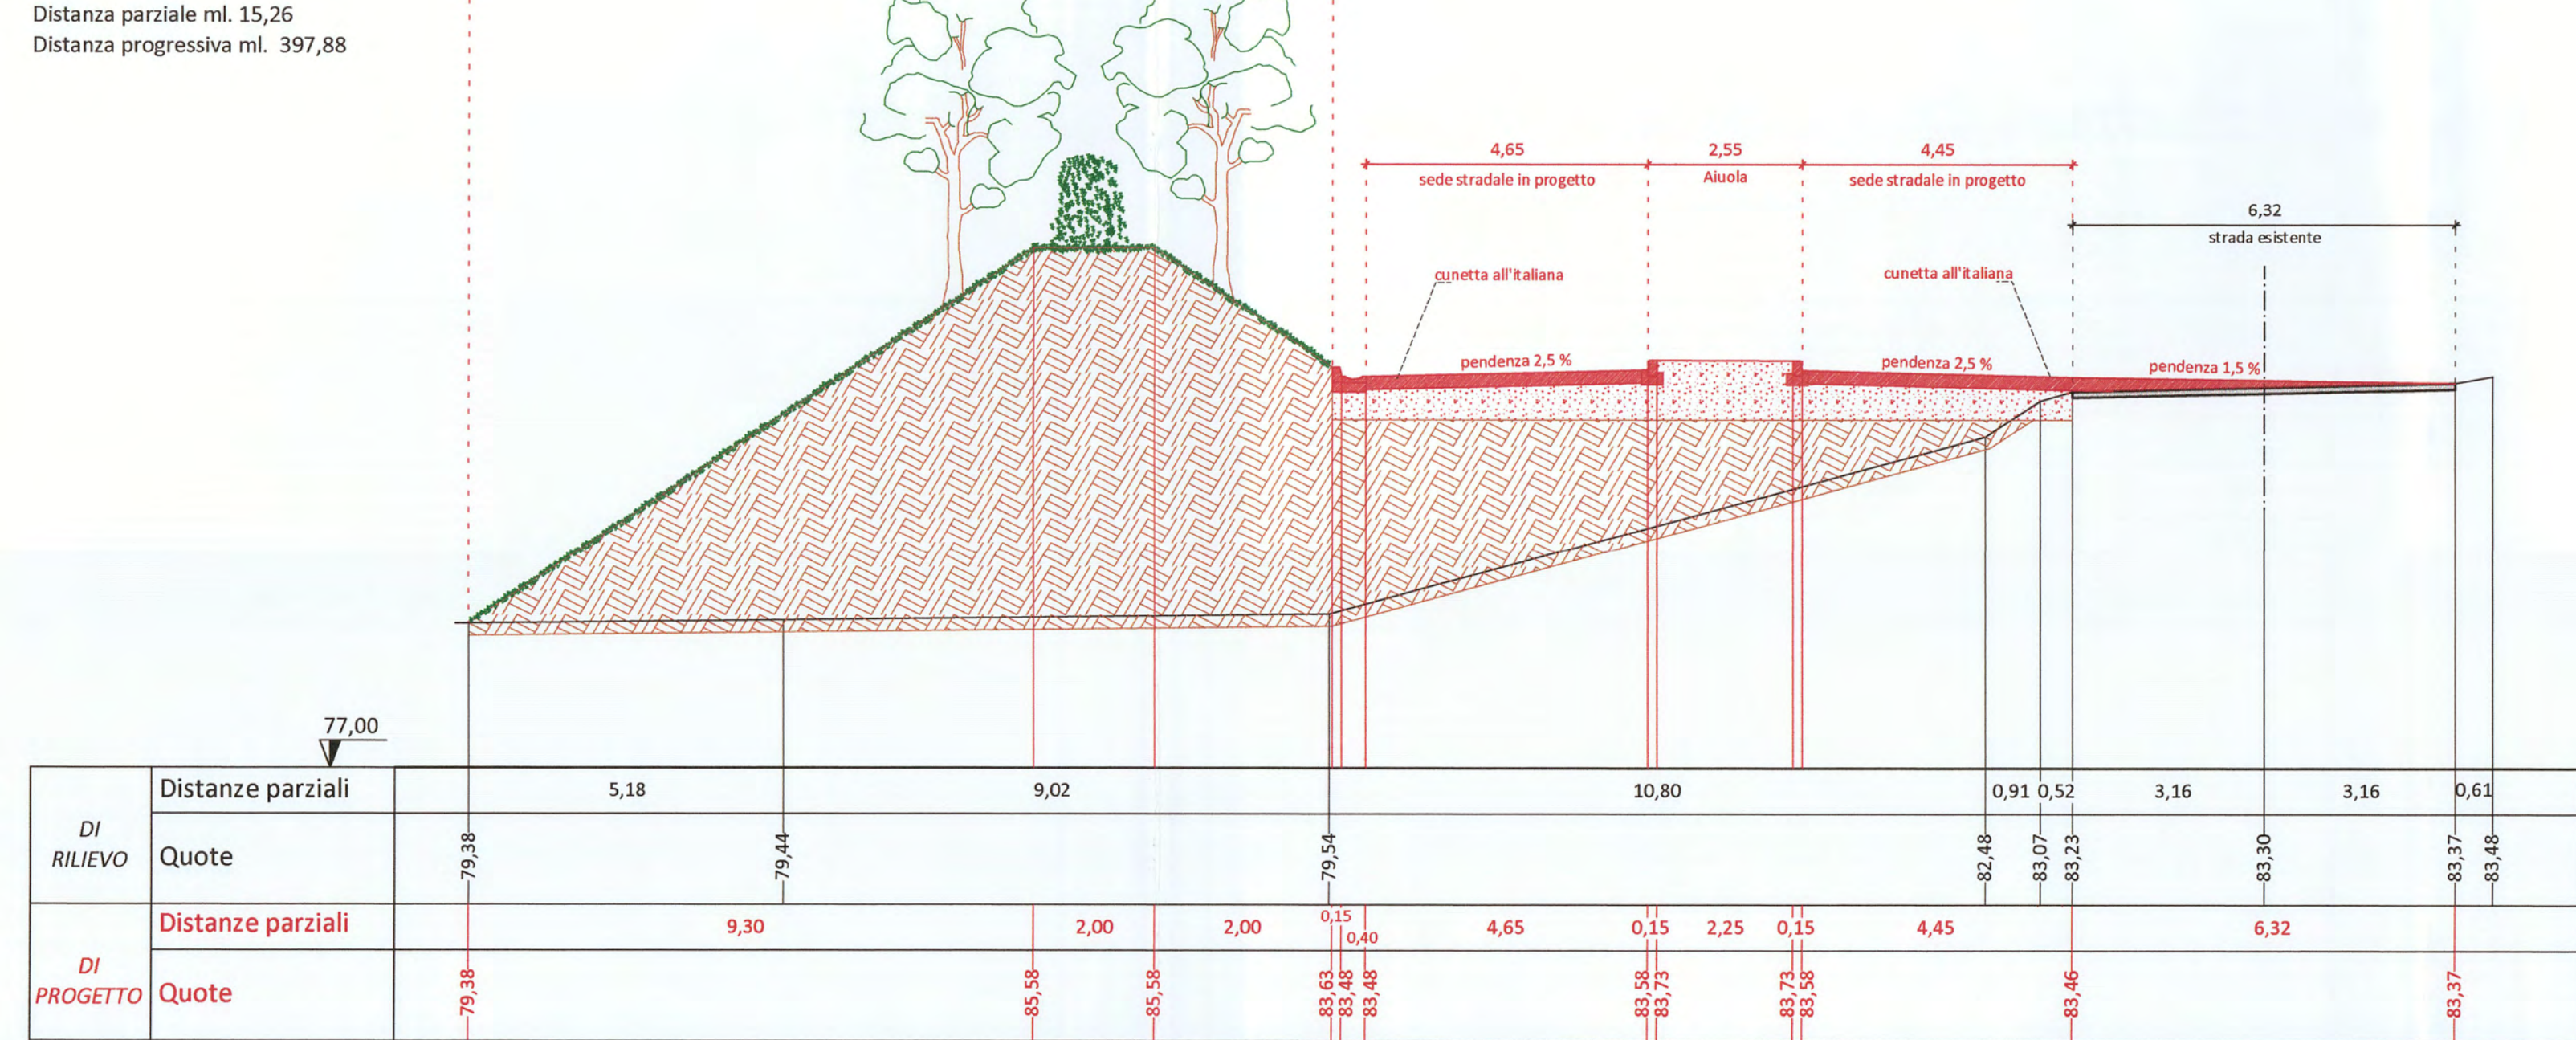 Distanza parziale ml. 15,26
Distanza progressiva ml. 397,88
4,65 2,55 4,45
sede stradale in progetto Aiuola sede stradale in progetto
6,32
strada esistente
cunetta all'italiana cunetta all'italiana
pendenza 2,5 % pendenza 2,5 % pendenza 1,5 %
77,00
DI RILIEVO
Distanze parziali 5,18 9,02 10,80 0,91 0,52 3,16 3,16 0,61
Quote 79,38 79,44 79,54 82,48 83,07 83,23 83,30 83,37 83,48
DI PROGETTO
Distanze parziali 9,30 2,00 2,00 0,15 0,40 4,65 0,15 2,25 0,15 4,45 6,32
Quote 79,38 85,58 85,58 83,63 83,48 83,48 83,58 83,73 83,73 83,58 83,46 83,37